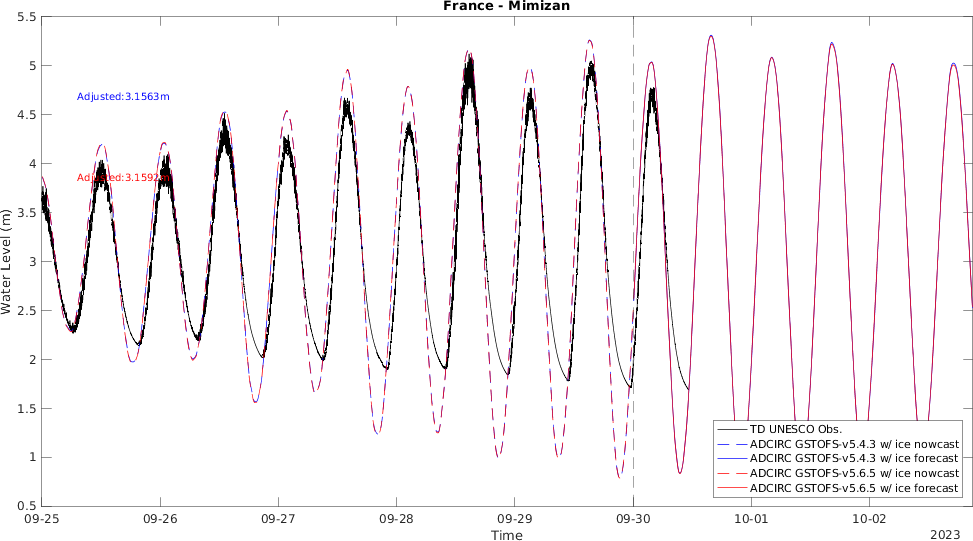 France - Mimizan
5.5
5
4.5
4
3.5
3
2.5
2
1.5
1
0.5
Water Level (m)
Adjusted:3.1563m
Adjusted:3.1592m
TD UNESCO Obs.
ADCIRC GSTOFS-v5.4.3 w/ ice nowcast
ADCIRC GSTOFS-v5.4.3 w/ ice forecast
ADCIRC GSTOFS-v5.6.5 w/ ice nowcast
ADCIRC GSTOFS-v5.6.5 w/ ice forecast
09-25 09-26 09-27 09-28 09-29 09-30 10-01 10-02
Time
2023